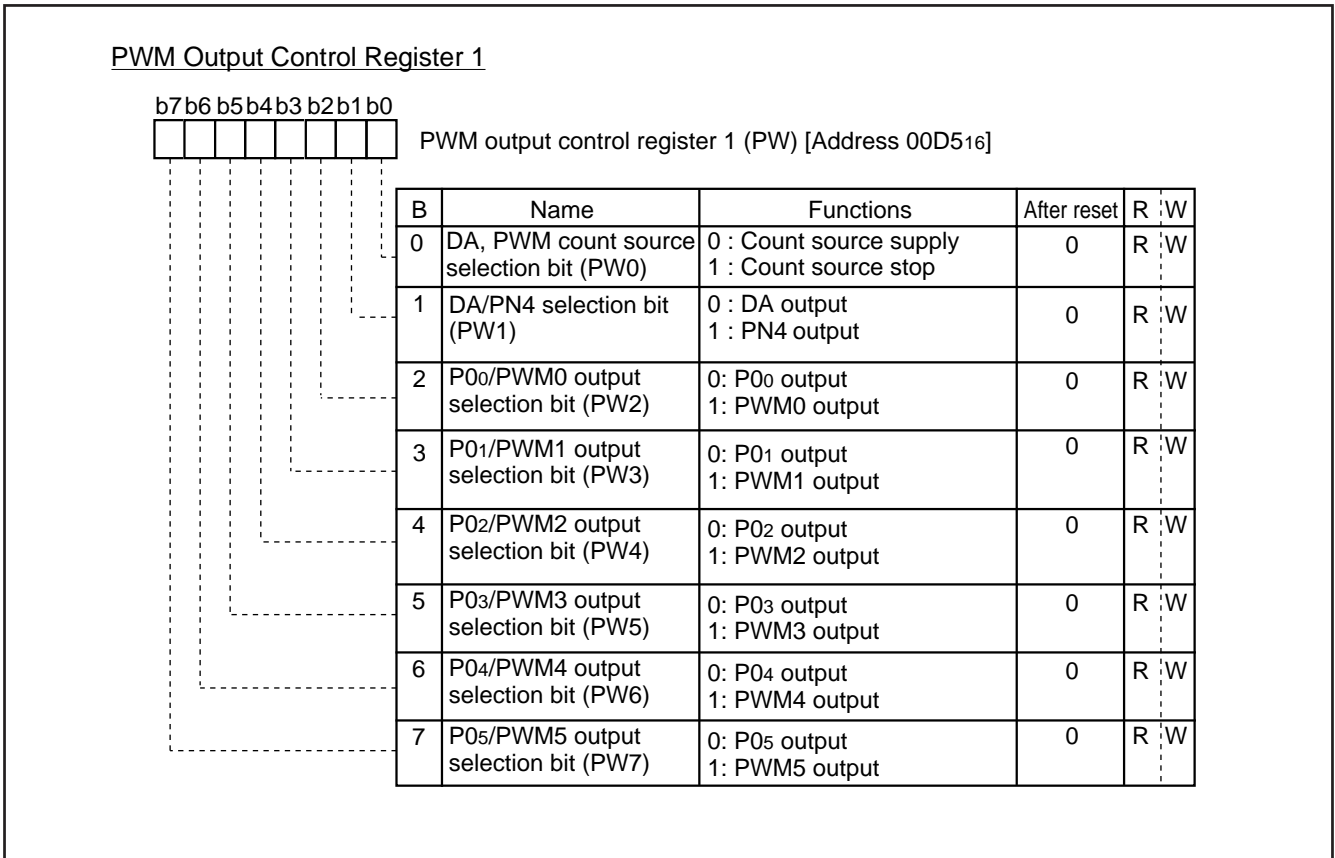 PWM Output Control Register 1
b7 b6 b5 b4 b3 b2 b1 b0
PWM output control register 1 (PW) [Address 00D516]
B Name Functions After reset R W
0 DA, PWM count source selection bit (PW0) 0 : Count source supply 1 : Count source stop 0 R W
1 DA/PN4 selection bit (PW1) 0 : DA output 1 : PN4 output 0 R W
2 P00/PWM0 output selection bit (PW2) 0: P00 output 1: PWM0 output 0 R W
3 P01/PWM1 output selection bit (PW3) 0: P01 output 1: PWM1 output 0 R W
4 P02/PWM2 output selection bit (PW4) 0: P02 output 1: PWM2 output 0 R W
5 P03/PWM3 output selection bit (PW5) 0: P03 output 1: PWM3 output 0 R W
6 P04/PWM4 output selection bit (PW6) 0: P04 output 1: PWM4 output 0 R W
7 P05/PWM5 output selection bit (PW7) 0: P05 output 1: PWM5 output 0 R W